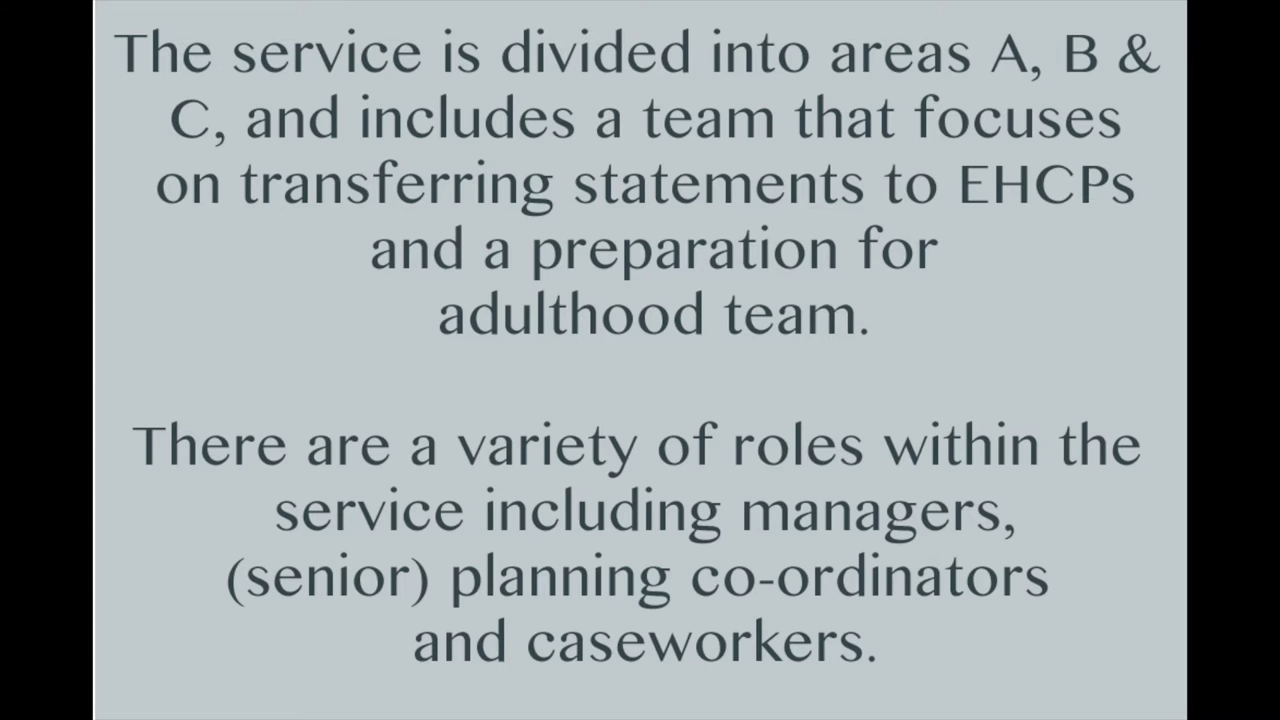 The service is divided into areas A, B &
C, and includes a team that focuses
on transferring statements to EHCPs
and a preparation for
adulthood team.
There are a variety of roles within the
service including managers,
(senior) planning co-ordinators
and caseworkers.